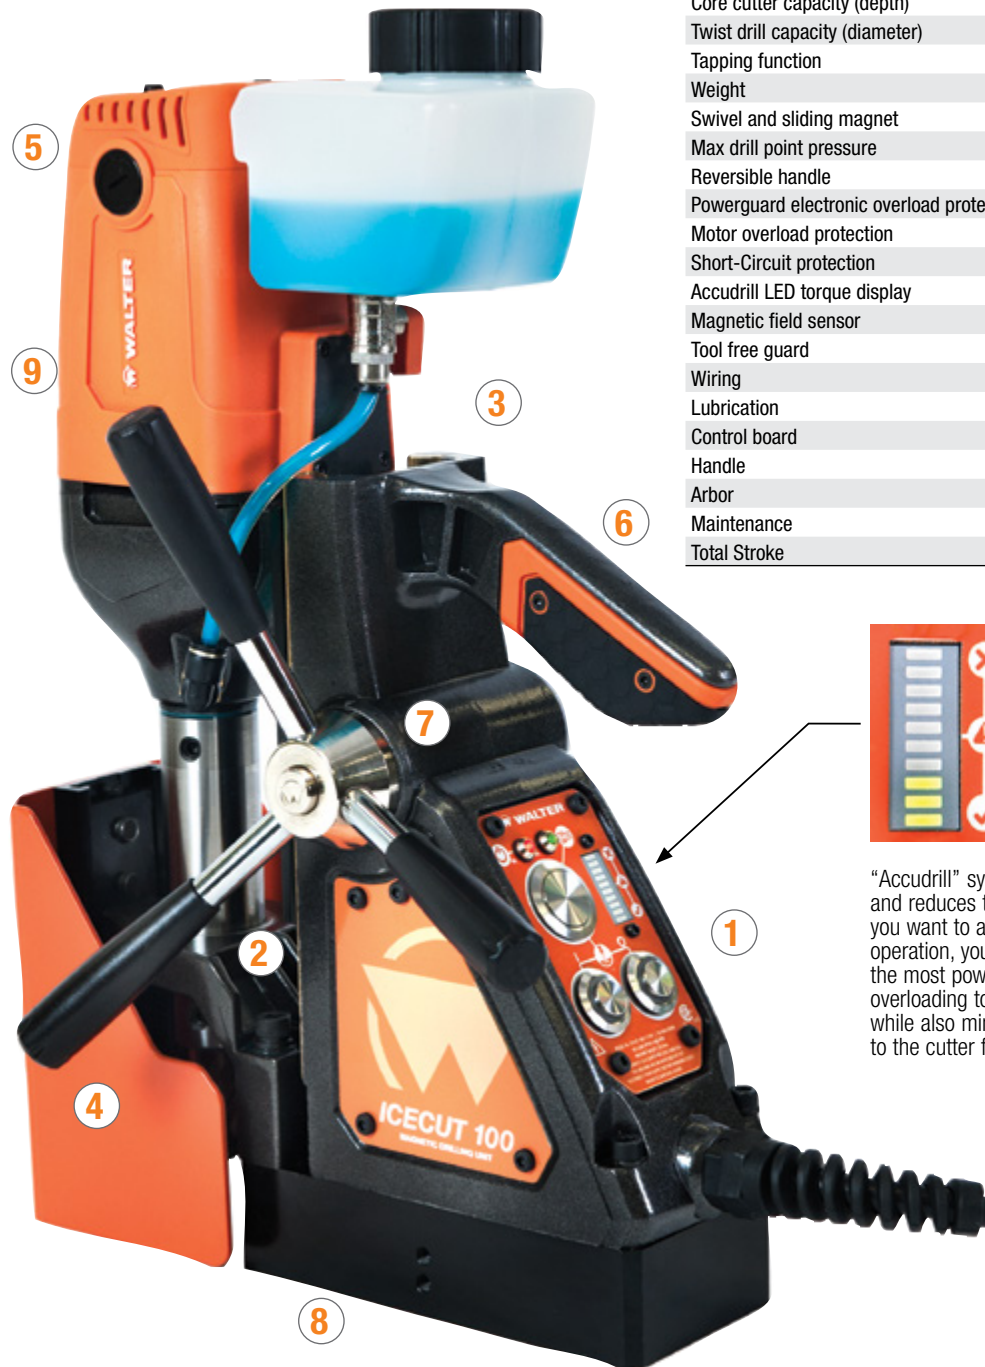 Core cutter capacity (depth)
Twist drill capacity (diameter)
Tapping function
Weight
Swivel and sliding magnet
Max drill point pressure
Reversible handle
Powerguard electronic overload prote
Motor overload protection
Short-Circuit protection
Accudrill LED torque display
Magnetic field sensor
Tool free guard
Wiring
Lubrication
Control board
Handle
Arbor
Maintenance
Total Stroke
5
WALTER
9
3
6
7
WALTER
1
2
4
ICECUT 100
MAGNETIC DRILLING UNIT
8
“Accudrill” sy
and reduces t
you want to a
operation, you
the most pow
overloading to
while also min
to the cutter f